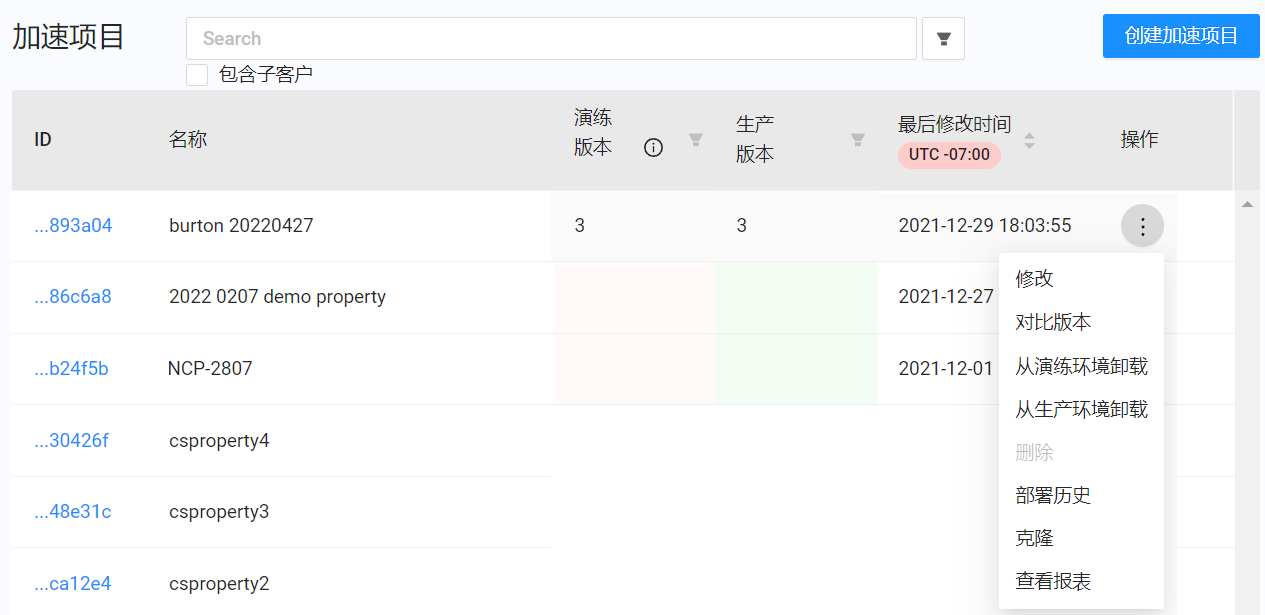 加速项目
Search
创建加速项目
包含子客户
ID
名称
演练
版本
生产
版本
最后修改时间
UTC -07:00
操作
...893a04
burton 20220427
3
3
2021-12-29 18:03:55
...86c6a8
2022 0207 demo property
2021-12-27
...b24f5b
NCP-2807
2021-12-01
...30426f
csproperty4
...48e31c
csproperty3
...ca12e4
csproperty2
修改
对比版本
从演练环境卸载
从生产环境卸载
删除
部署历史
克隆
查看报表